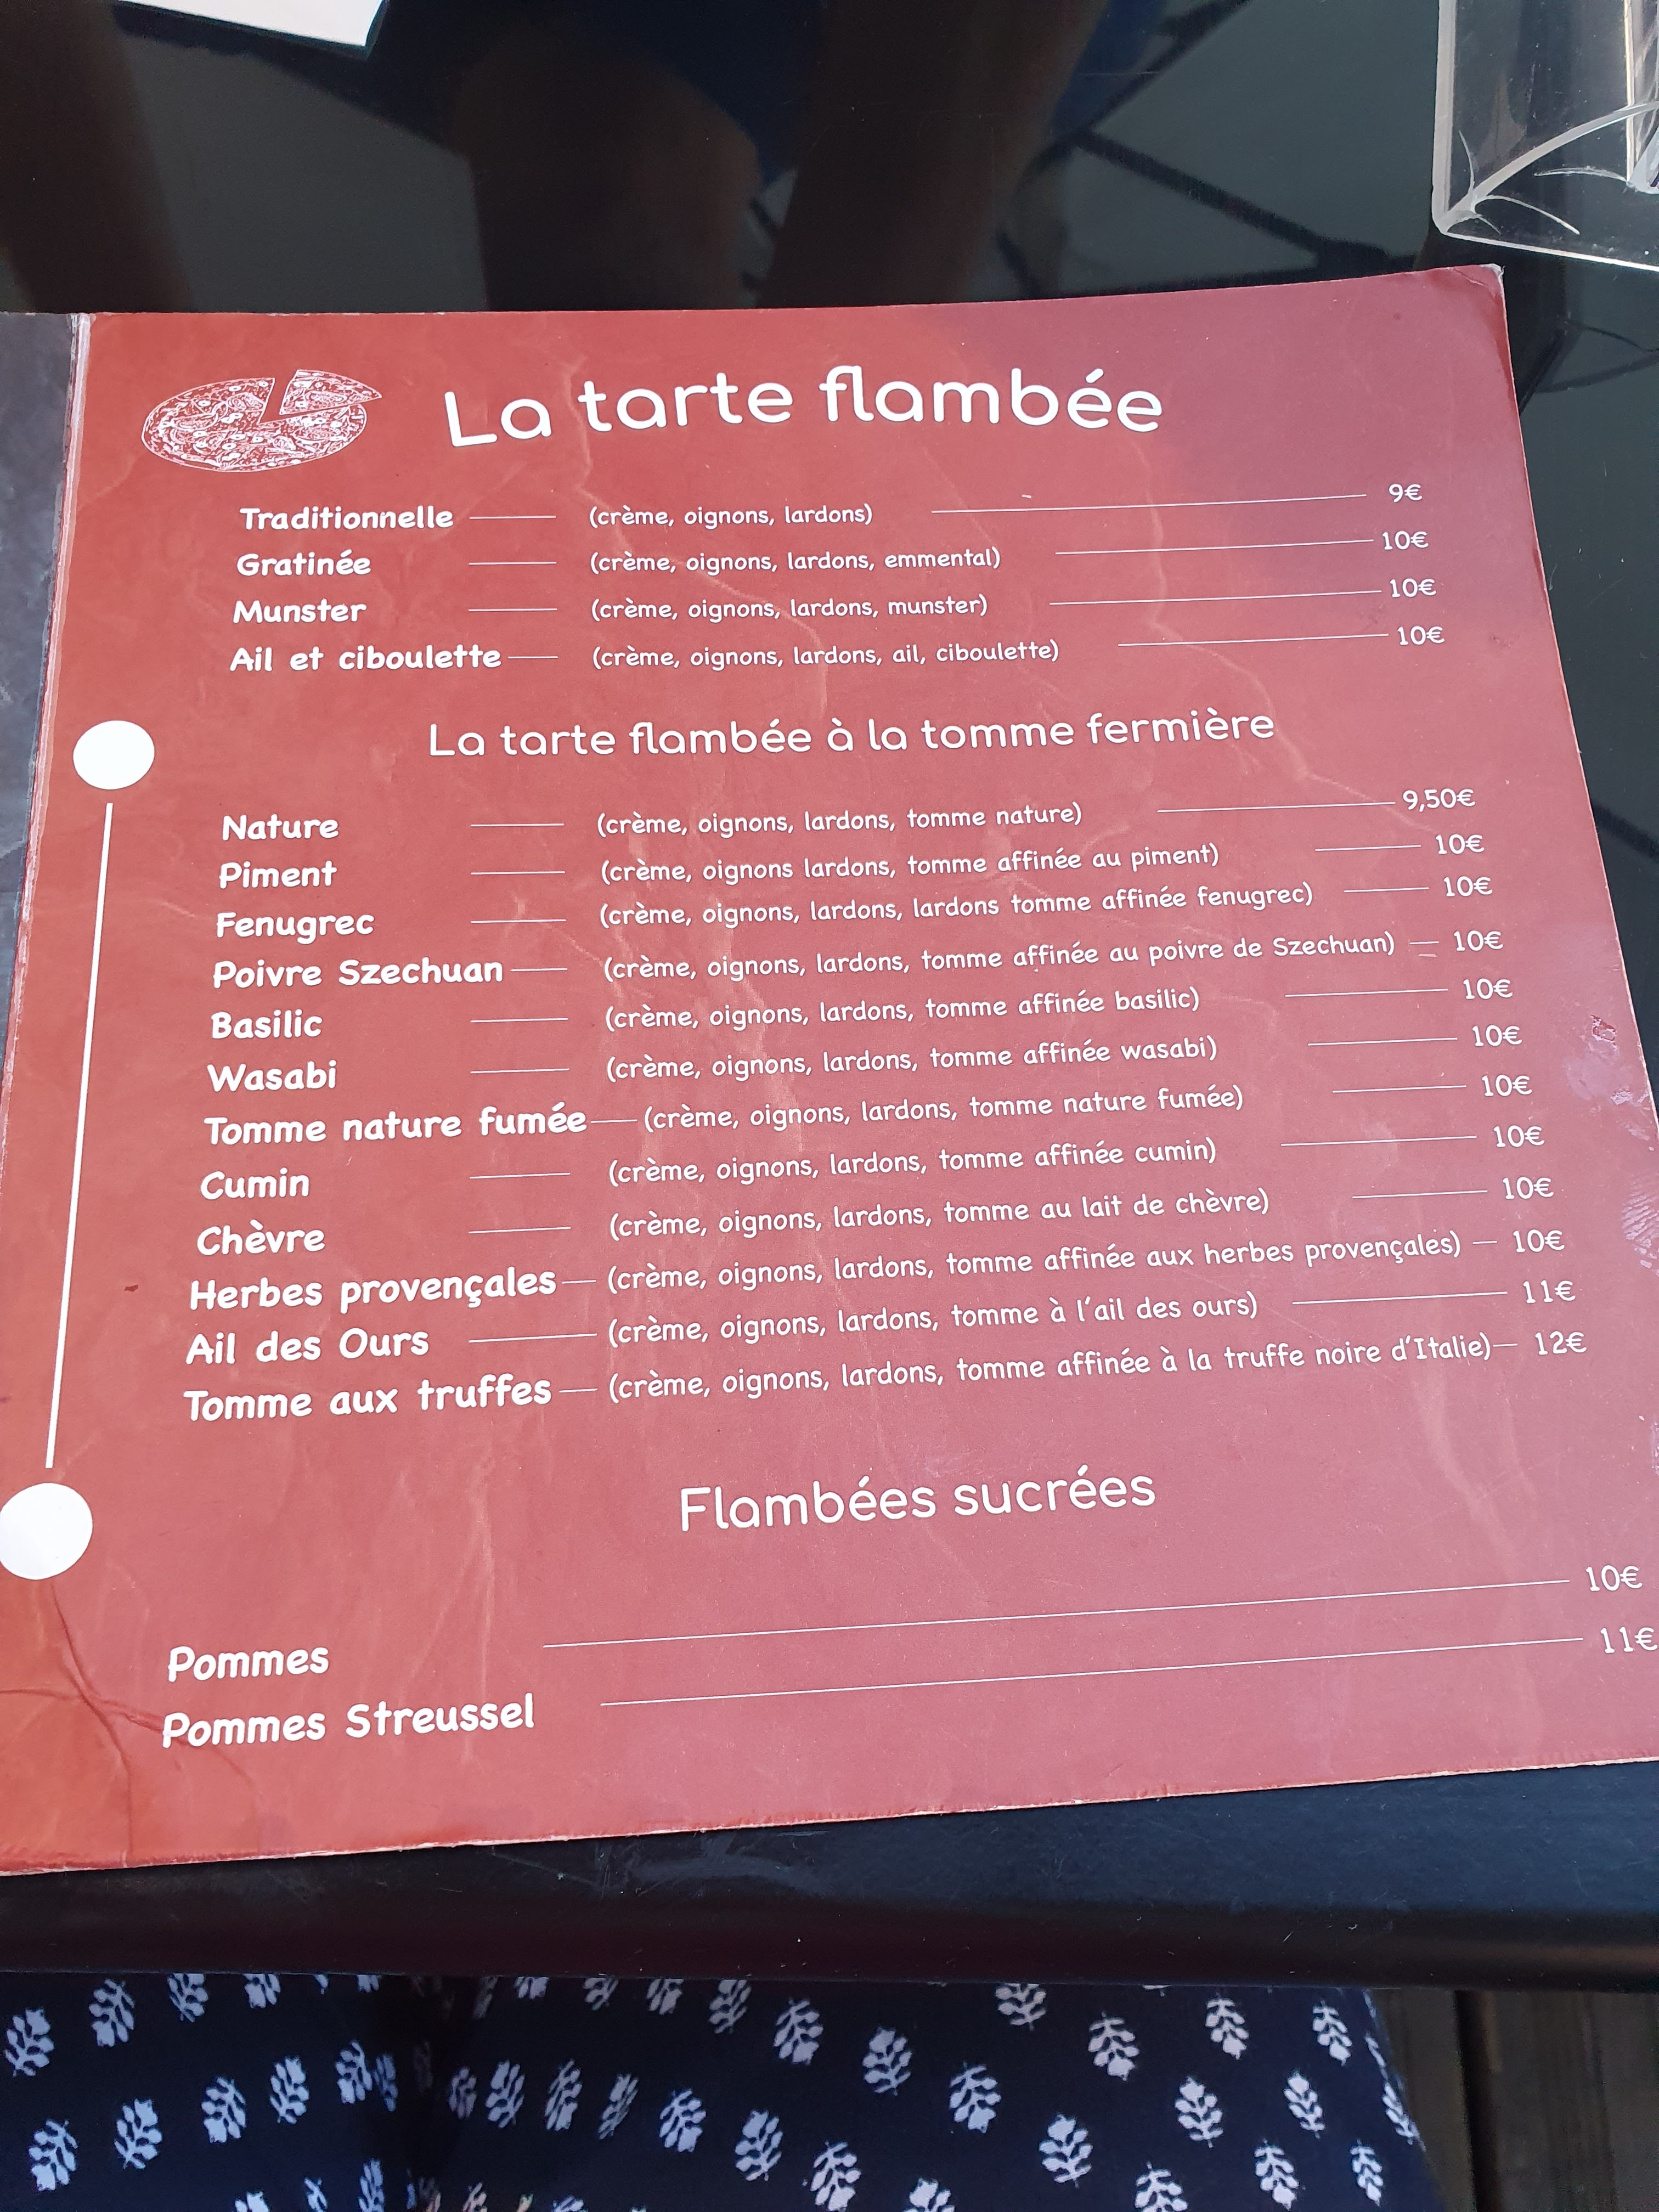 La tarte flambée
Traditionnelle (crème, oignons, lardons) 9€
Gratinée (crème, oignons, lardons, emmental) 10€
Munster (crème, oignons, lardons, munster) 10€
Ail et ciboulette (crème, oignons, lardons, ail, ciboulette) 10€
La tarte flambée à la tomme fermière
Nature (crème, oignons, lardons, tomme nature) 9,50€
Piment (crème, oignons lardons, tomme affinée au piment) 10€
Fenugrec (crème, oignons, lardons, lardons tomme affinée fenugrec) 10€
Poivre Szechuan (crème, oignons, lardons, tomme affinée au poivre de Szechuan) 10€
Basilic (crème, oignons, lardons, tomme affinée basilic) 10€
Wasabi (crème, oignons, lardons, tomme affinée wasabi) 10€
Tomme nature fumée (crème, oignons, lardons, tomme nature fumée) 10€
Cumin (crème, oignons, lardons, tomme affinée cumin) 10€
Chèvre (crème, oignons, lardons, tomme au lait de chèvre) 10€
Herbes provençales (crème, oignons, lardons, tomme affinée aux herbes provençales) 10€
Ail des Ours (crème, oignons, lardons, tomme à l'ail des ours) 11€
Tomme aux truffes (crème, oignons, lardons, tomme affinée à la truffe noire d'Italie) 12€
Flambées sucrées
Pommes 10€
Pommes Streussel 11€